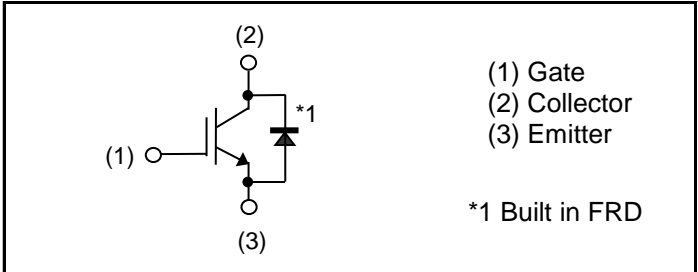 (2)
*1
(1)
(3)
(1) Gate
(2) Collector
(3) Emitter
*1 Built in FRD